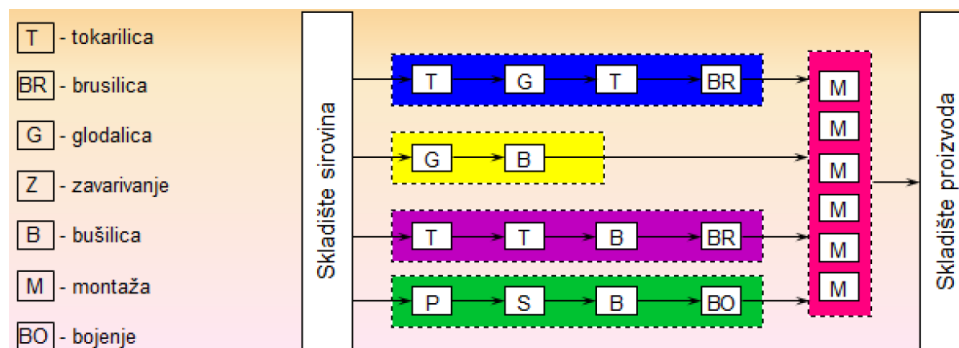 T - tokarilica
BR - brusilica
G - glodalica
Z - zavarivanje
B - bušilica
M - montaža
BO - bojenje
Skladište sirovina
T G T BR
G B
T T B BR
P S B BO
M
M
M
M
M
M
Skladište proizvoda